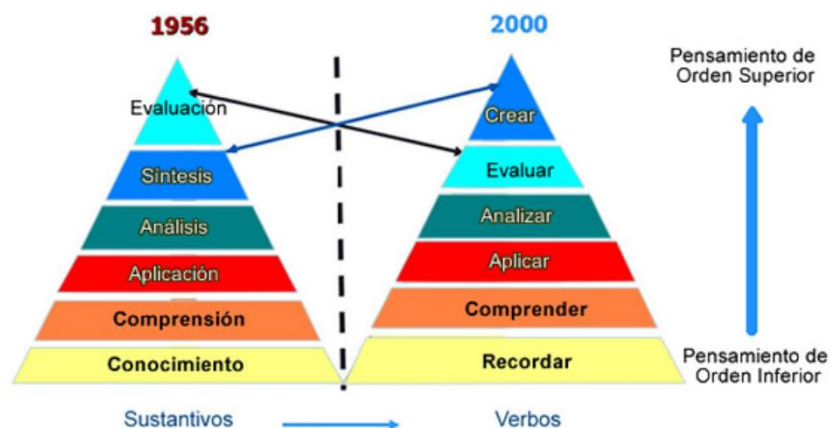 1956
Evaluación
Síntesis
Análisis
Aplicación
Comprensión
Conocimiento
Sustantivos
2000
Crear
Evaluar
Analizar
Aplicar
Comprender
Recordar
Verbos
Pensamiento de
Orden Superior
Pensamiento de
Orden Inferior